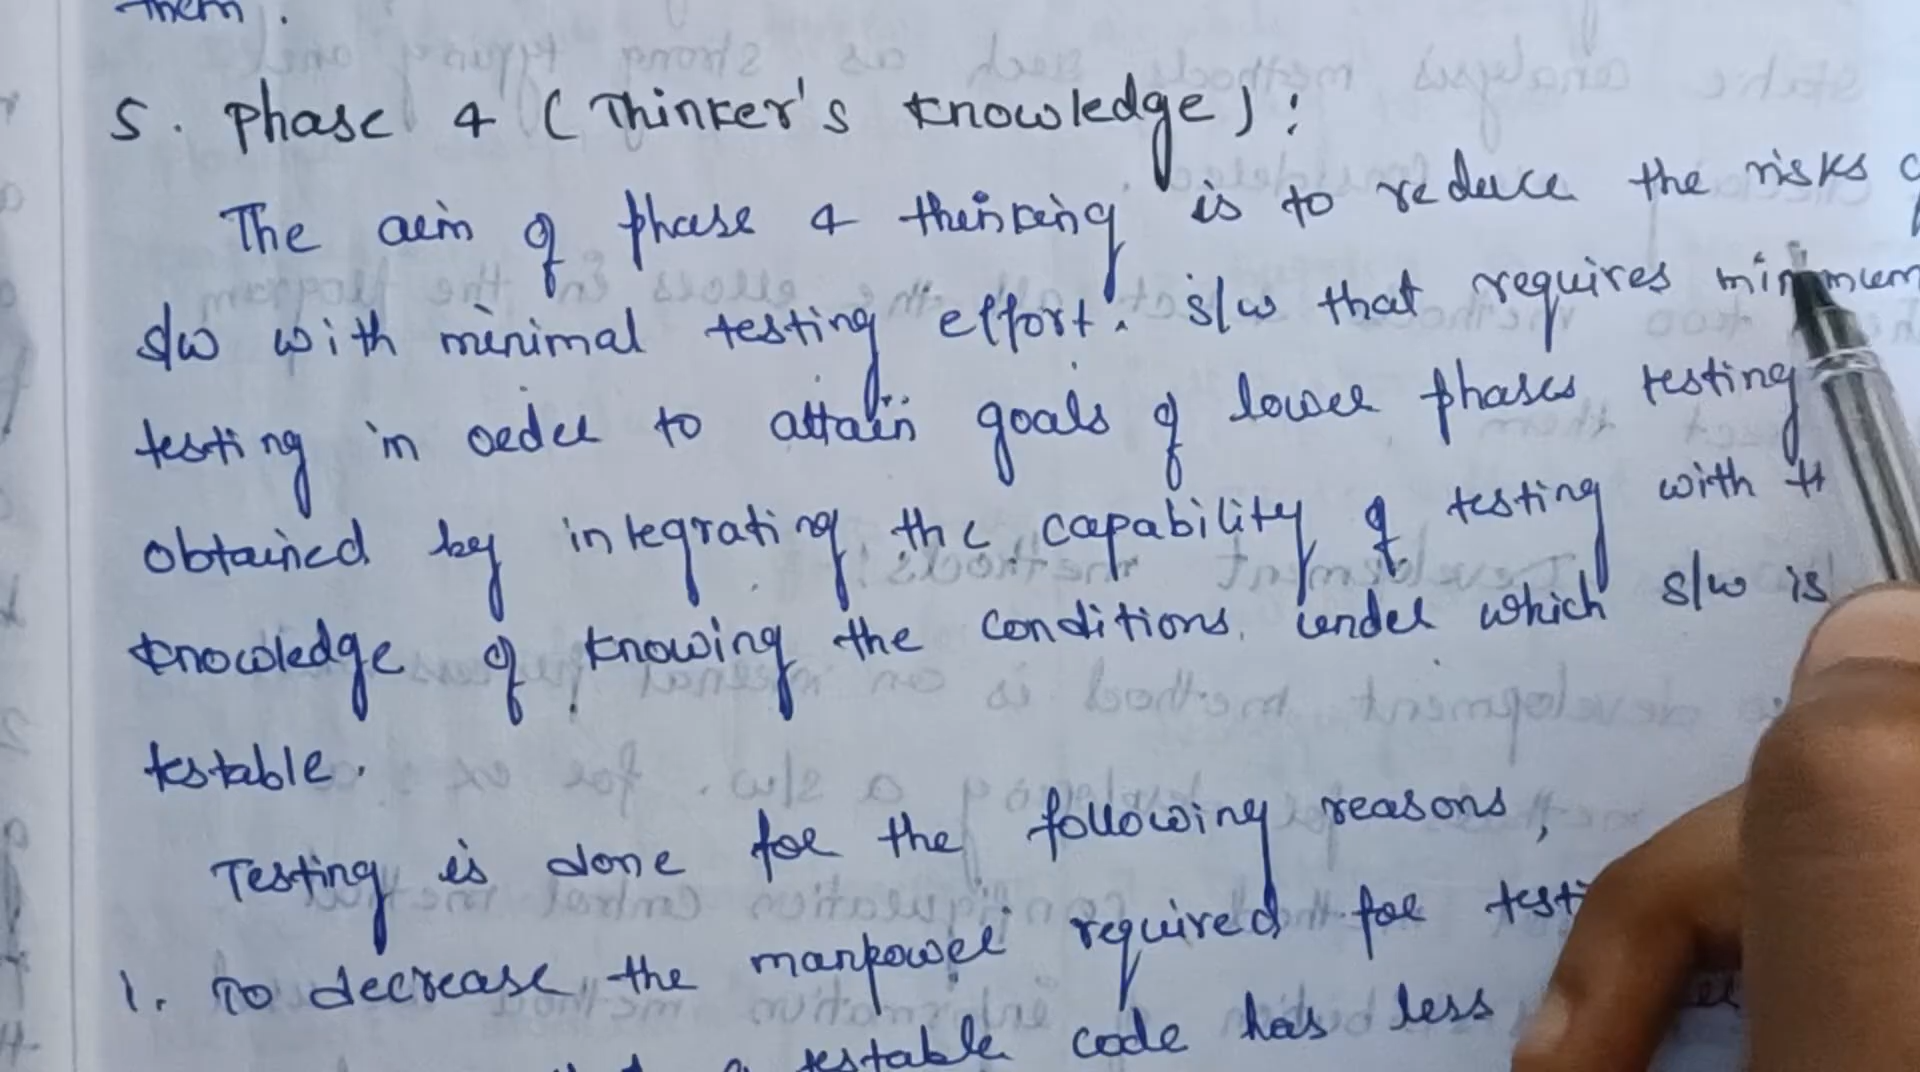 them.
5. Phase 4 (Thinker's Knowledge):
The aim of phase 4 thinking is to reduce the risks
s/w with minimal testing effort. s/w that requires minimum
testing in order to attain goals of lower phases testing
obtained by integrating the capability of testing with
knowledge of knowing the conditions under which s/w is
testable.
Testing is done for the following reasons,
1. To decrease the manpower required for
testable code has less